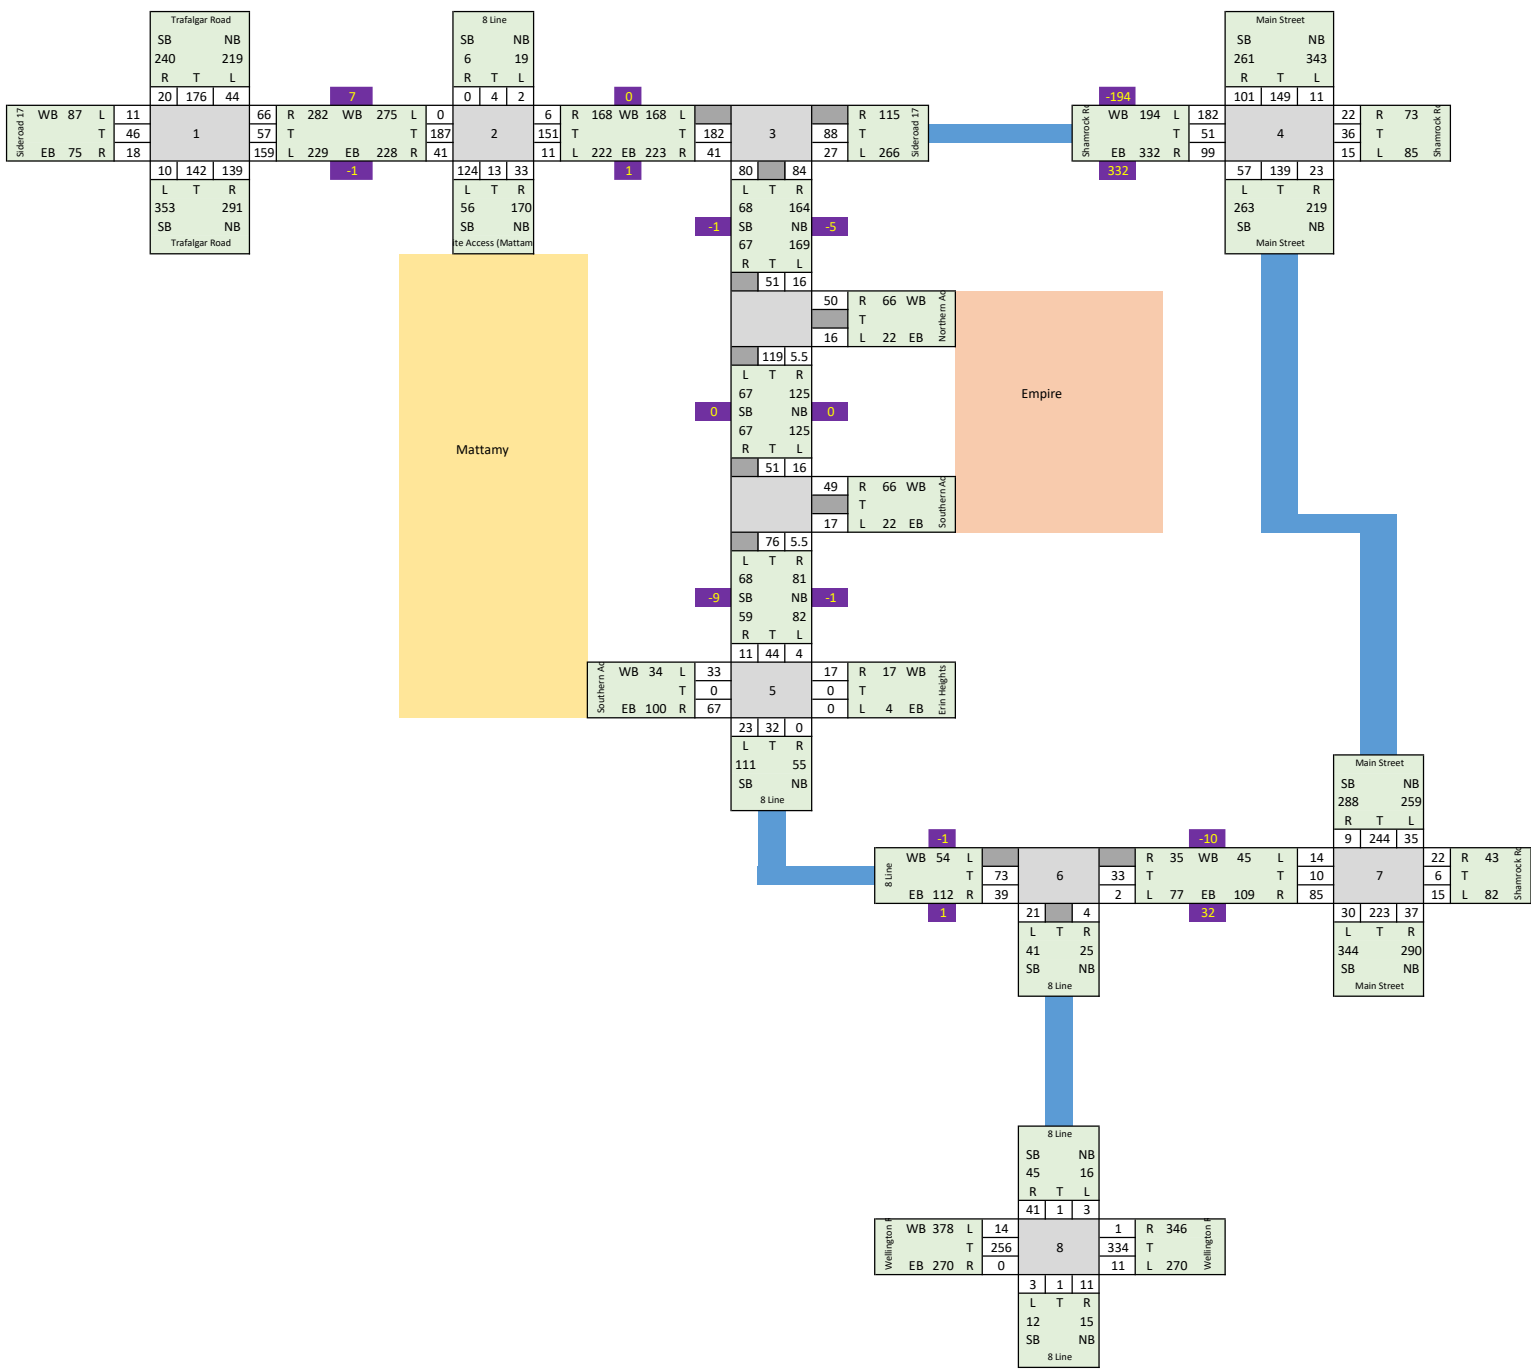 Trafalgar Road
8 Line
Main Street
SB NB
SB NB
SB NB
240 219
6 19
261 343
R T L
R T L
R T L
20 176 44
7
0 4 2
0
-194
101 149 11
Sideroad 17
WB 87 L 11
66 R 282 WB 275 L 0
6 R 168 WB 168 L
R 115
Sideroad 17
WB 194 L 182
22 R 73
T 46 1 57 T T 187 2 151 T T 182 3 88 T
T 51 4 36 T
EB 75 R 18
159 L 229 EB 228 R 41
11 L 222 EB 223 R 41
27 L 266
EB 332 R 99
15 L 85
10 142 139
-1
124 13 33
1
80 84
332
57 139 23
L T R
L T R
L T R
L T R
353 291
56 170
68 164
263 219
SB NB
SB NB
-1 SB NB -5
SB NB
Trafalgar Road
ite Access (Mattam
67 169
Main Street
R T L
51 16
50 R 66 WB
T
16 L 22 EB
119 5.5
L T R
67 125
Empire
0 SB NB 0
67 125
Mattamy
R T L
51 16
49 R 66 WB
T
17 L 22 EB
76 5.5
L T R
68 81
-9 SB NB -1
59 82
R T L
11 44 4
WB 34 L 33
17 R 17 WB
Erin Heights
T 0 5 0 T
EB 100 R 67
0 L 4 EB
23 32 0
L T R
111 55
SB NB
8 Line
Main Street
SB NB
288 259
R T L
-1
-10
9 244 35
8 Line
WB 54 L
R 35 WB 45 L 14
22 R 43
T 73 6 33 T T 10 7 6 T
EB 112 R 39
2 L 77 EB 109 R 85
15 L 82
1
21 4
32
30 223 37
L T R
L T R
41 25
344 290
SB NB
SB NB
8 Line
Main Street
8 Line
SB NB
45 16
R T L
41 1 3
Wellington
WB 378 L 14
1 R 346
Wellington
T 256 8 334 T
EB 270 R 0
11 L 270
3 1 11
L T R
12 15
SB NB
8 Line